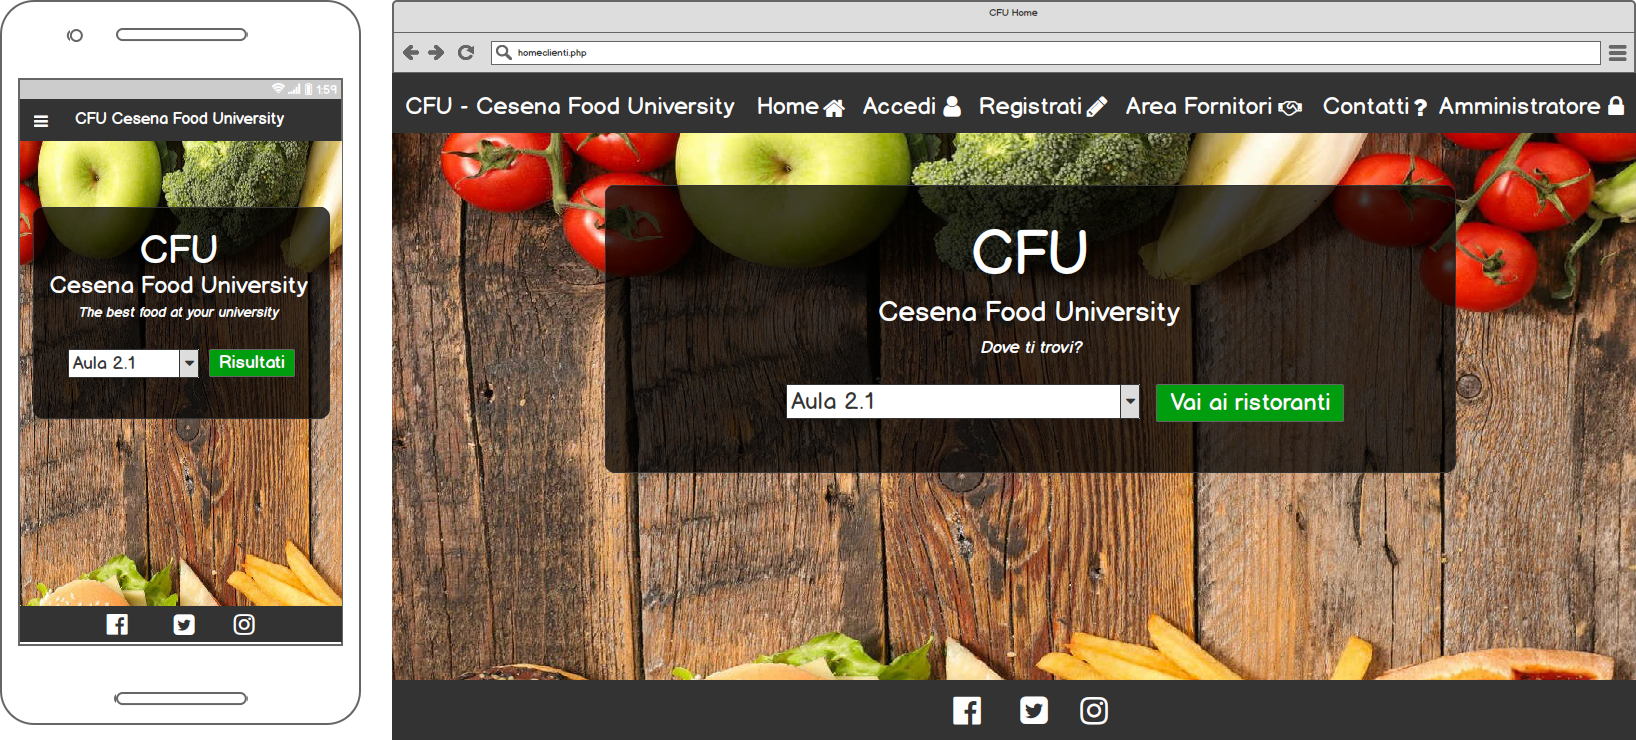 1:59
CFU Cesena Food University
CFU
Cesena Food University
The best food at your university
Aula 2.1
Risultati
CFU Home
homeclienti.php
CFU - Cesena Food University Home Accedi Registrati Area Fornitori Contatti ? Amministratore
CFU
Cesena Food University
Dove ti trovi?
Aula 2.1
Vai ai ristoranti